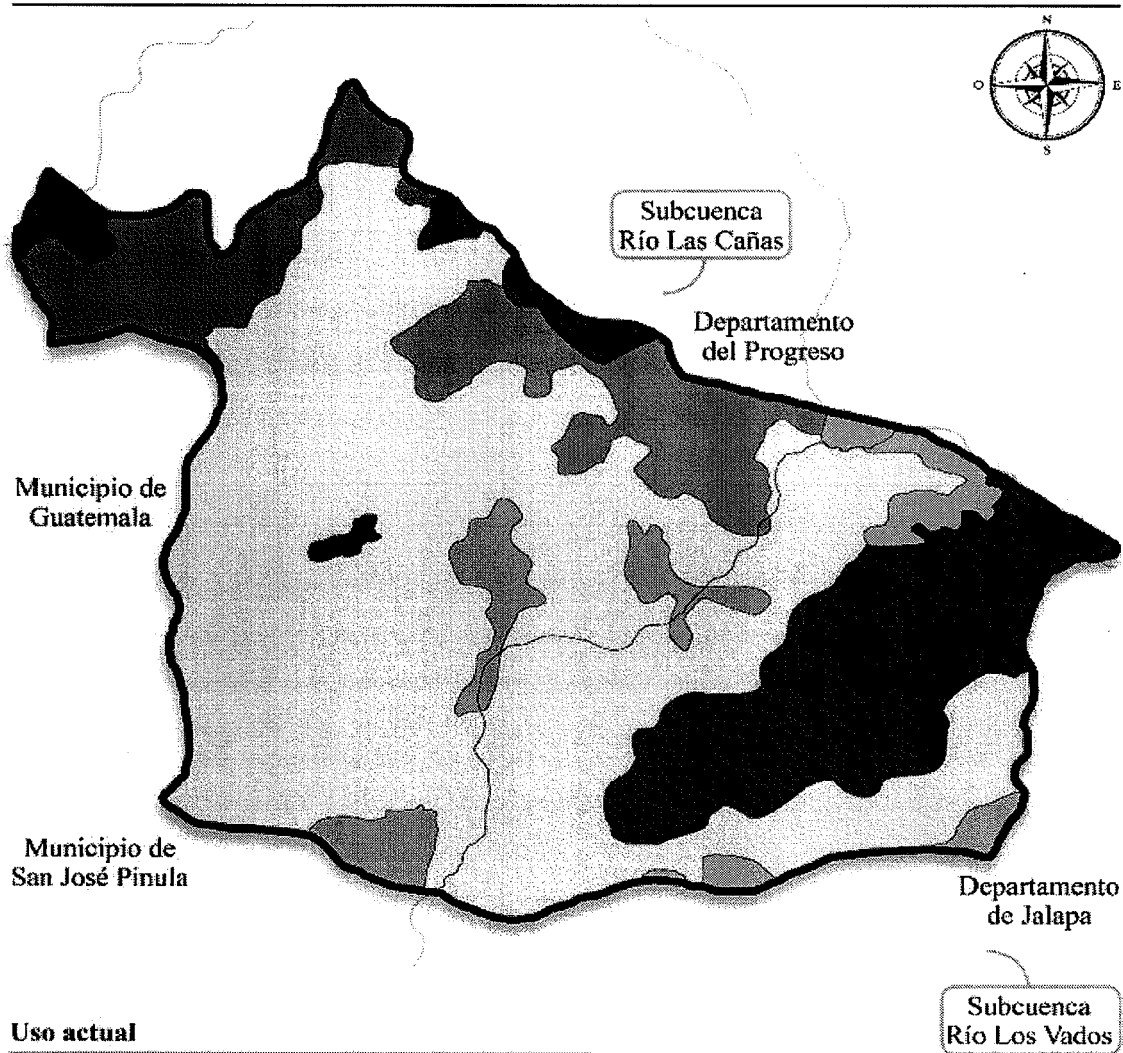 N
O
E
S
Subcuenca
Río Las Cañas
Departamento
del Progreso
Municipio de
Guatemala
Municipio de
San José Pinula
Departamento
de Jalapa
Subcuenca
Río Los Vados
Uso actual